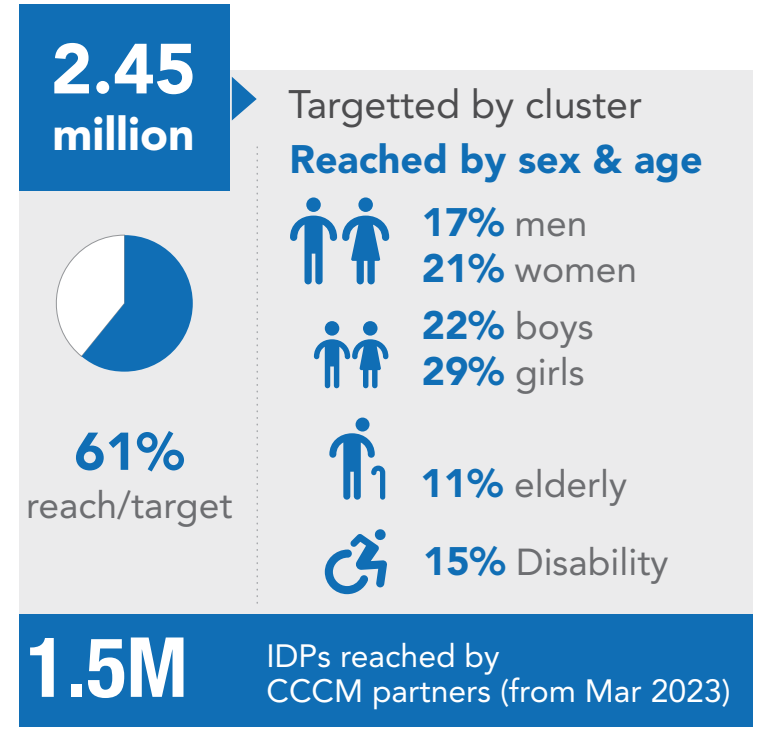 2.45
million
Targetted by cluster
Reached by sex & age
17% men
21% women
22% boys
29% girls
61%
reach/target
11% elderly
15% Disability
1.5M
IDPs reached by
CCCM partners (from Mar 2023)